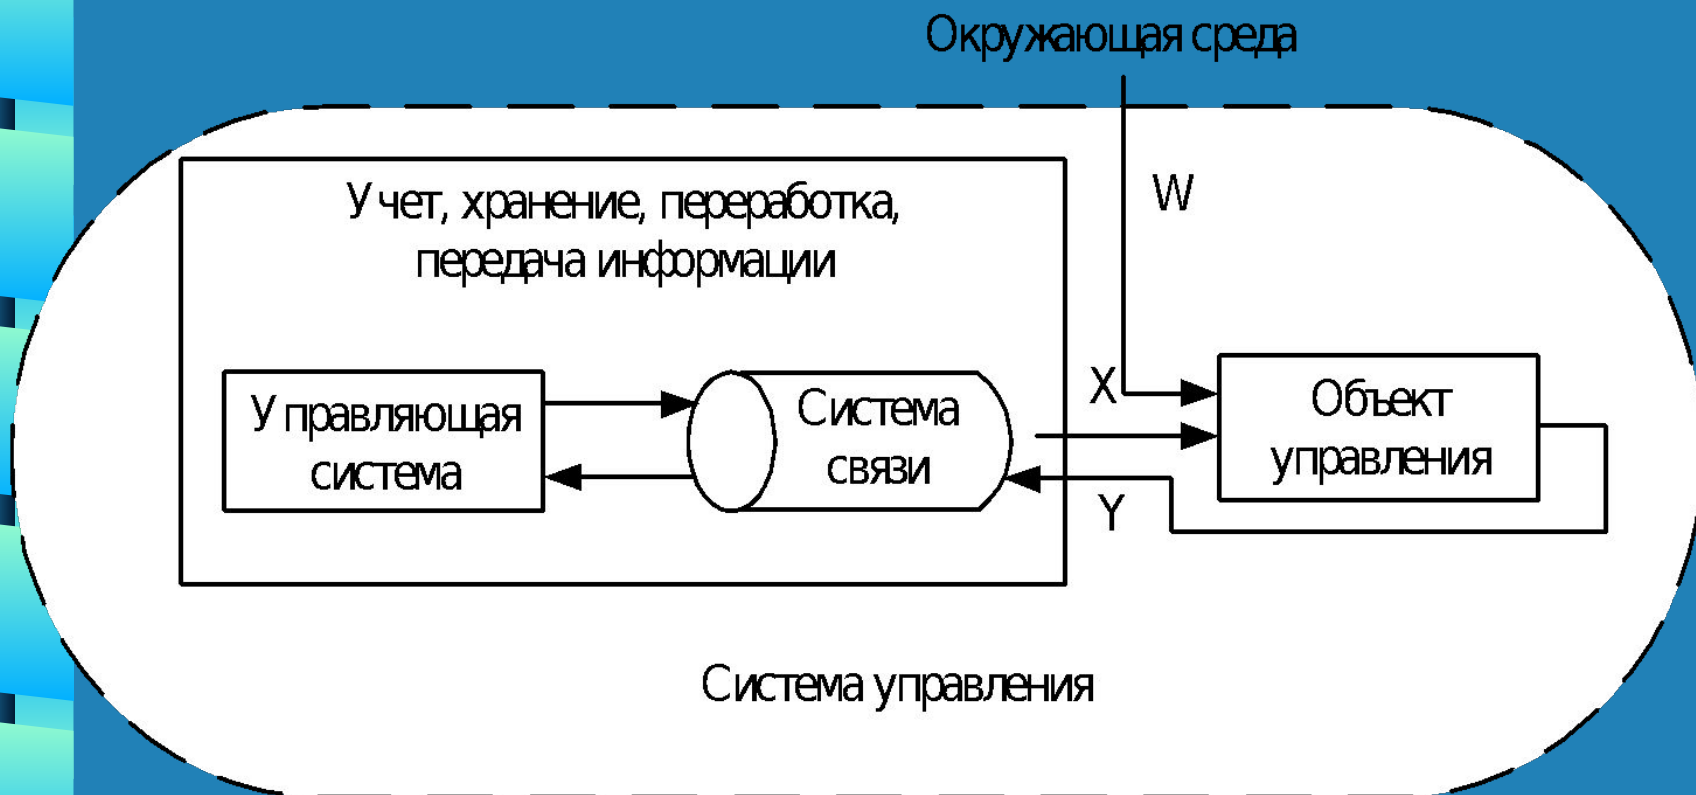 Окружающая среда
W
Учет, хранение, переработка,
передача информации
X
Управляющая
система
Система
связи
Объект
управления
Y
Система управления